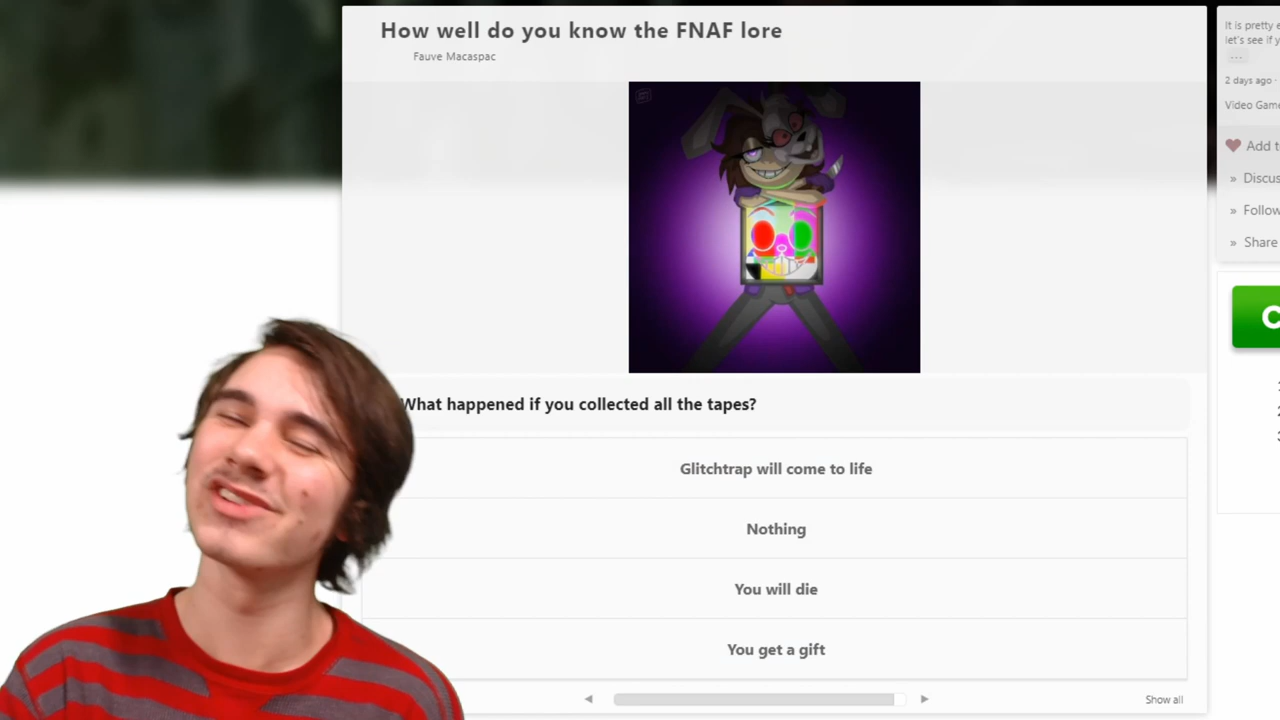 How well do you know the FNAF lore
Fauve Macaspac
What happened if you collected all the tapes?
Glitchtrap will come to life
Nothing
You will die
You get a gift
Show all
It is pretty
let's see if
...
2 days ago ·
Video Game
Add
Discus
Follow
Share